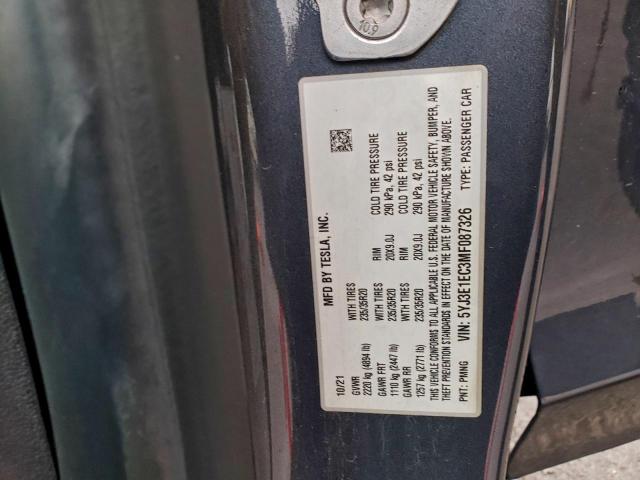 10.9
MFD BY TESLA, INC.
10/21
GVWR WITH TIRES RIM COLD TIRE PRESSURE
2220 kg (4894 lb) 235/35R20 20X9.0J 290 kPa, 42 psi
GAWR FRT WITH TIRES RIM COLD TIRE PRESSURE
1110 kg (2447 lb) 235/35R20 20X9.0J 290 kPa, 42 psi
GAWR RR
1257 kg (2771 lb) 235/35R20
THIS VEHICLE CONFORMS TO ALL APPLICABLE U.S. FEDERAL MOTOR VEHICLE SAFETY, BUMPER, AND
THEFT PREVENTION STANDARDS IN EFFECT ON THE DATE OF MANUFACTURE SHOWN ABOVE.
VIN: 5YJ3E1EC3MF087326
PNT: PMNG TYPE: PASSENGER CAR